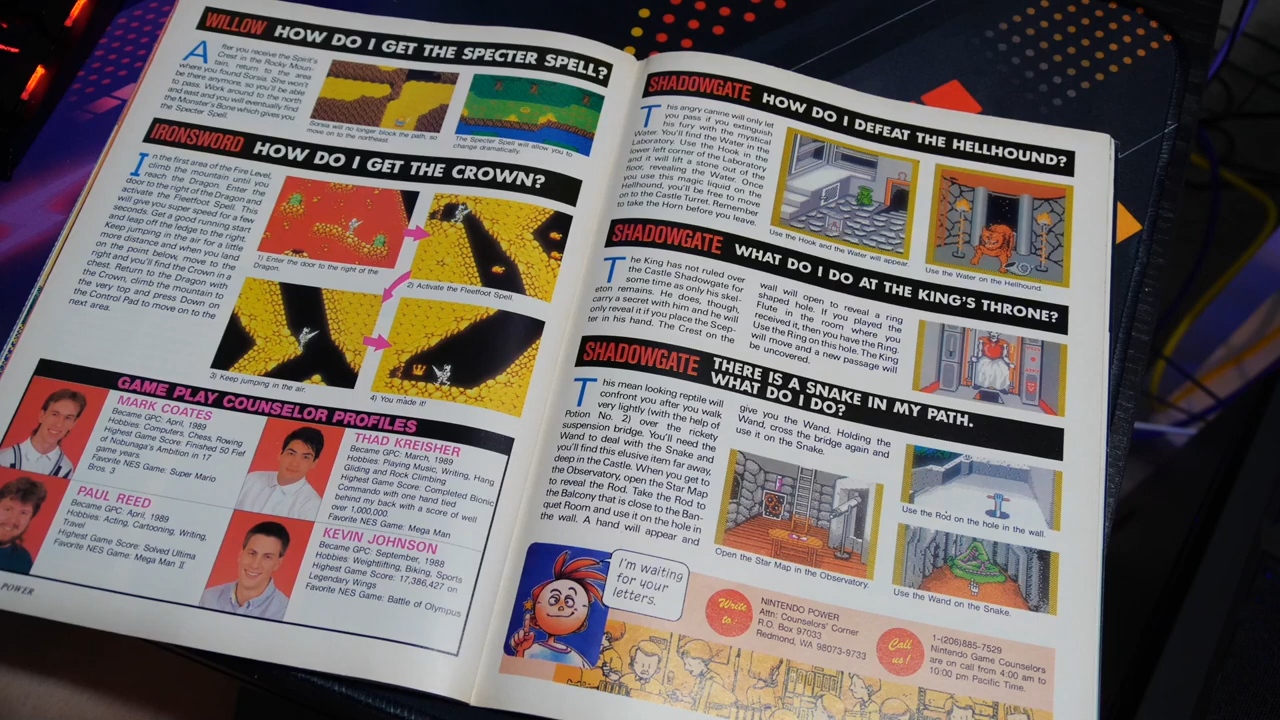 WILLOW HOW DO I GET THE SPECTER SPELL?
After you receive the Spirit's
Crest in the Rocky Moun-
tain, return to the area
where you found Sorsia. She won't
be there anymore, so you'll be able
to pass. Work around to the north
and east and you will eventually find
the Monster's Bone which gives you
the Specter Spell.
Sorsia will no longer block the path, so
move on to the northeast.
The Specter Spell will allow you to
change dramatically.
IRONSWORD HOW DO I GET THE CROWN?
In the first area of the Fire Level,
climb the mountain until you
reach the Dragon. Enter the
door to the right of the Dragon and
activate the Fleetfoot Spell. This
will give you super speed for a few
seconds. Get a good running start
and leap off the ledge to the right.
Keep jumping in the air for a little
more distance and when you land
on the point below, move to the
right and you'll find the Crown in a
chest. Return to the Dragon with
the Crown, climb the mountain to
the very top and press Down on
the Control Pad to move on to the
next area.
1) Enter the door to the right of the
Dragon.
2) Activate the Fleetfoot Spell.
3) Keep jumping in the air.
4) You made it!
GAME PLAY COUNSELOR PROFILES
MARK COATES
Became GPC: April, 1989
Hobbies: Computers, Chess, Rowing
Highest Game Score: Finished 50 Fief
of Nobunaga's Ambition in 17
game years.
Favorite NES Game: Super Mario
Bros. 3
THAD KREISHER
Became GPC: March, 1989
Hobbies: Playing Music, Writing, Hang
Gliding and Rock Climbing
Highest Game Score: Completed Bionic
Commando with one hand tied
behind my back with a score of well
over 1,000,000.
Favorite NES Game: Mega Man
PAUL REED
Became GPC: April, 1989
Hobbies: Acting, Cartooning, Writing,
Travel
Highest Game Score: Solved Ultima
Favorite NES Game: Mega Man II
KEVIN JOHNSON
Became GPC: September, 1988
Hobbies: Weightlifting, Biking, Sports
Highest Game Score: 17,386,427 on
Legendary Wings
Favorite NES Game: Battle of Olympus
POWER
SHADOWGATE HOW DO I DEFEAT THE HELLHOUND?
This angry canine will only let
you pass if you extinguish
his fury with the mystical
Water. You'll find the Water in the
Laboratory. Use the Hook in the
lower left corner of the Laboratory
and it will lift a stone out of the
floor, revealing the Water. Once
you use this magic liquid on the
Hellhound, you'll be free to move
on to the Castle Turret. Remember
to take the Horn before you leave.
Use the Hook and the Water will appear.
Use the Water on the Hellhound.
SHADOWGATE WHAT DO I DO AT THE KING'S THRONE?
The King has not ruled over
the Castle Shadowgate for
some time as only his skel-
eton remains. He does, though,
carry a secret with him and he will
only reveal it if you place the Scep-
ter in his hand. The Crest on the
wall will open to reveal a ring
shaped hole. If you played the
Flute in the room where you
received it, then you have the Ring.
Use the Ring on this hole. The King
will move and a new passage will
be uncovered.
SHADOWGATE THERE IS A SNAKE IN MY PATH.
WHAT DO I DO?
This mean looking reptile will
confront you after you walk
very lightly (with the help of
Potion No. 2) over the rickety
suspension bridge. You'll need the
Wand to deal with the Snake and
you'll find this elusive item far away,
deep in the Castle. When you get to
the Observatory, open the Star Map
to reveal the Rod. Take the Rod to
the Balcony that is close to the Ban-
quet Room and use it on the hole in
the wall. A hand will appear and
give you the Wand. Holding the
Wand, cross the bridge again and
use it on the Snake.
Open the Star Map in the Observatory.
Use the Rod on the hole in the wall.
Use the Wand on the Snake.
I'm waiting
for your
letters.
Write
to:
NINTENDO POWER
Attn: Counselors' Corner
P.O. Box 97033
Redmond, WA 98073-9733
Call
us!
1-(206)885-7529
Nintendo Game Counselors
are on call from 4:00 am to
10:00 pm Pacific Time.